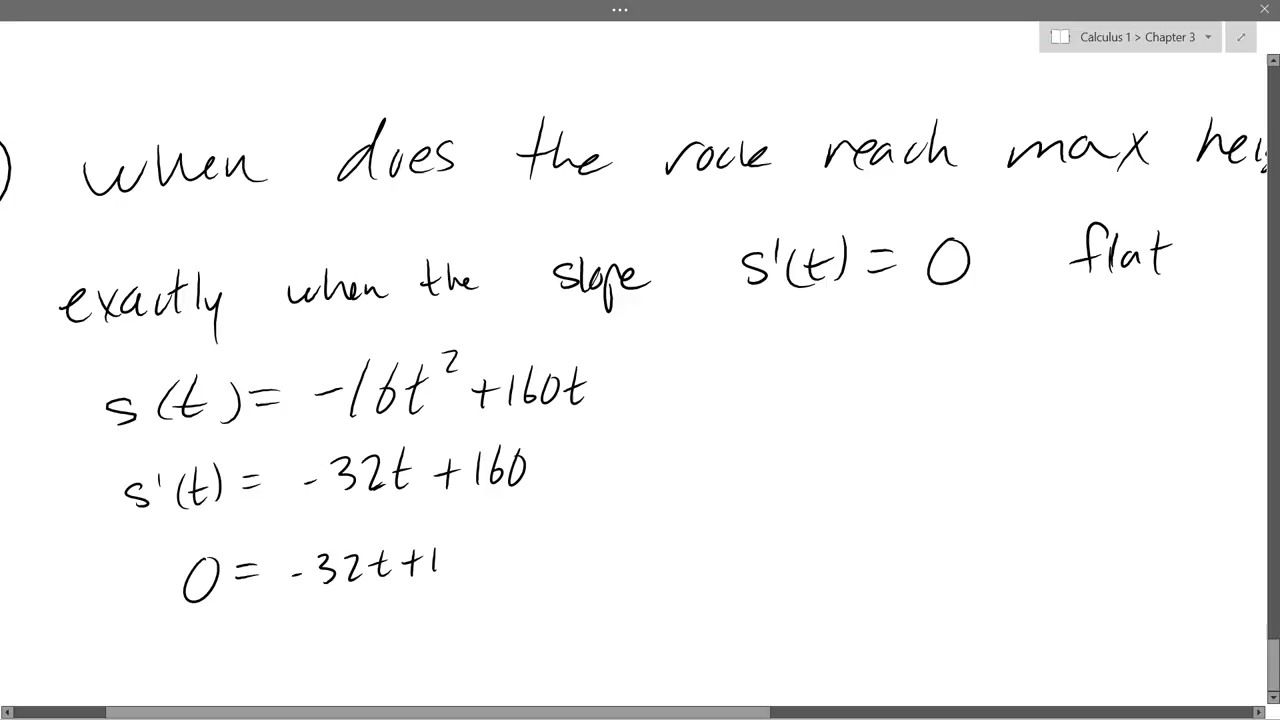 Calculus 1 > Chapter 3
) when does the rock reach max hei
exactly when the slope s'(t) = 0 flat
s(t) = -16t² +160t
s'(t) = -32t +160
0 = -32t+1